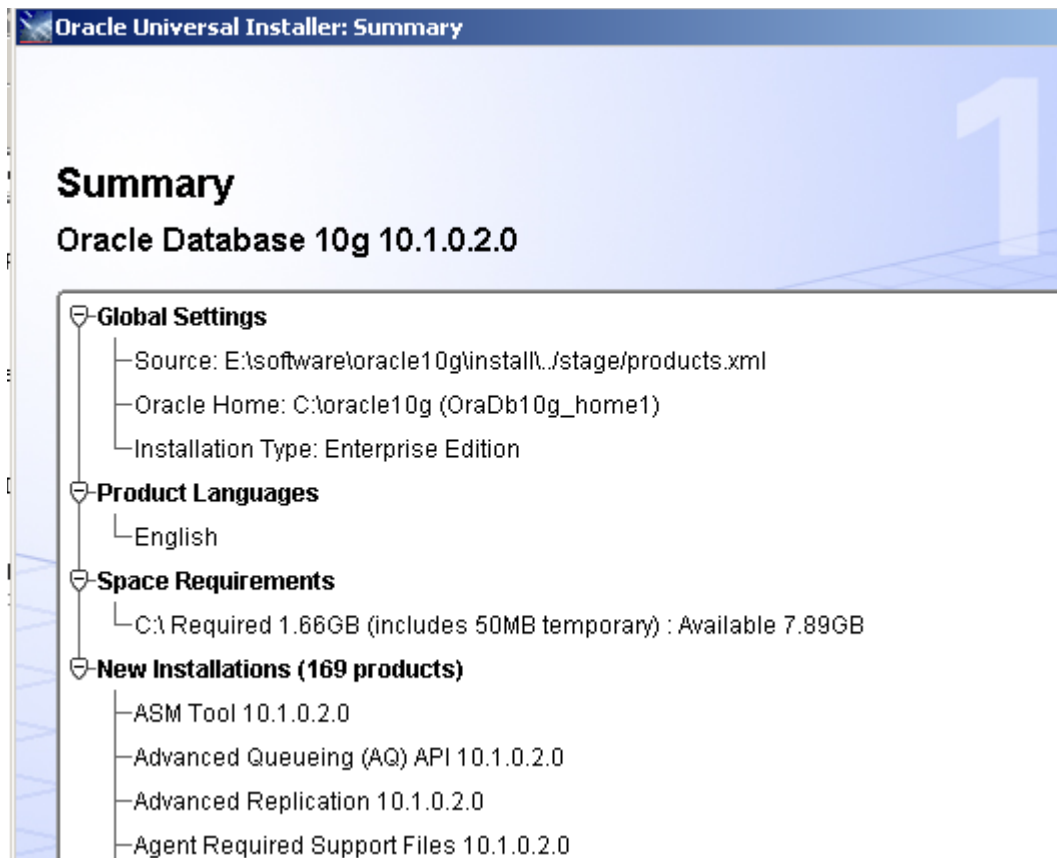 Oracle Universal Installer: Summary
1
Summary
Oracle Database 10g 10.1.0.2.0
Global Settings
Source: E:\software\oracle10g\install\../stage/products.xml
Oracle Home: C:\oracle10g (OraDb10g_home1)
Installation Type: Enterprise Edition
Product Languages
English
Space Requirements
C:\ Required 1.66GB (includes 50MB temporary) : Available 7.89GB
New Installations (169 products)
ASM Tool 10.1.0.2.0
Advanced Queueing (AQ) API 10.1.0.2.0
Advanced Replication 10.1.0.2.0
Agent Required Support Files 10.1.0.2.0